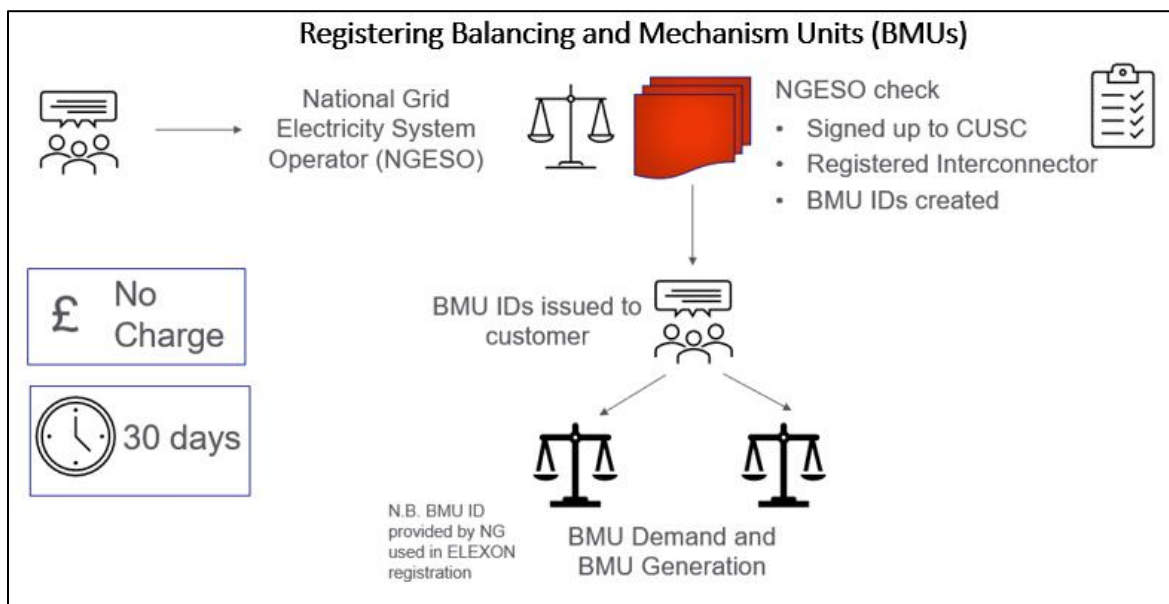 Registering Balancing and Mechanism Units (BMUs)
National Grid
Electricity System
Operator (NGESO)
NGESO check
• Signed up to CUSC
• Registered Interconnector
• BMU IDs created
£ No
Charge
BMU IDs issued to
customer
30 days
N.B. BMU ID
provided by NG
used in ELEXON
registration
BMU Demand and
BMU Generation